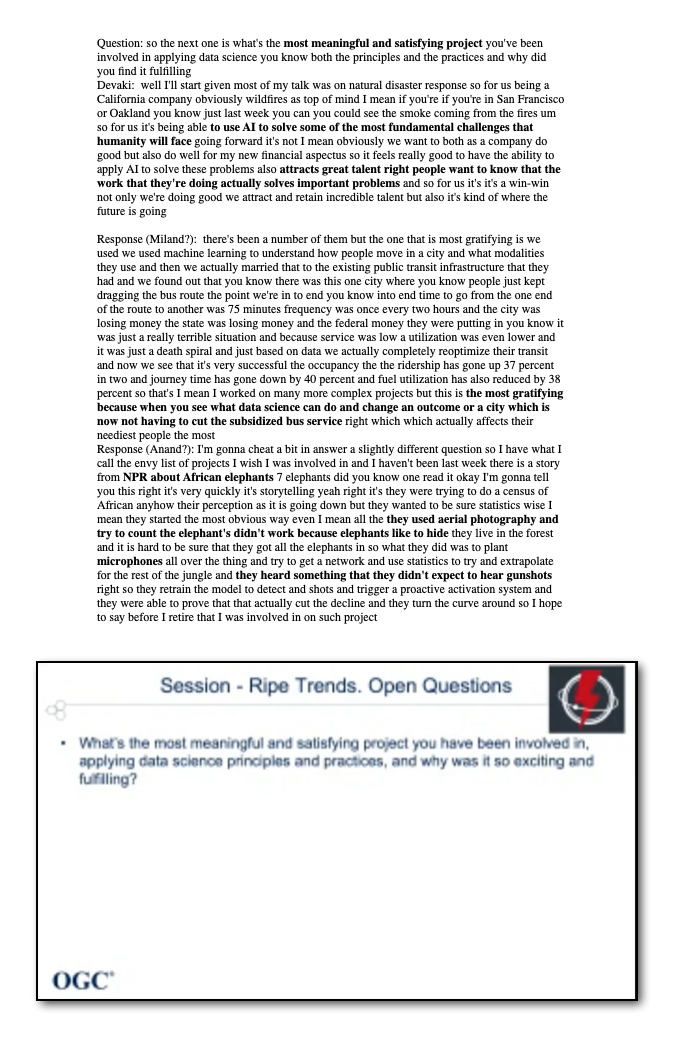 Question: so the next one is what's the most meaningful and satisfying project you've been
involved in applying data science you know both the principles and the practices and why did
you find it fulfilling
Devaki:  well I'll start given most of my talk was on natural disaster response so for us being a
California company obviously wildfires as top of mind I mean if you're if you're in San Francisco
or Oakland you know just last week you can you could see the smoke coming from the fires um
so for us it's being able to use AI to solve some of the most fundamental challenges that
humanity will face going forward it's not I mean obviously we want to both as a company do
good but also do well for my new financial aspectus so it feels really good to have the ability to
apply AI to solve these problems also attracts great talent right people want to know that the
work that they're doing actually solves important problems and so for us it's it's a win-win
not only we're doing good we attract and retain incredible talent but also it's kind of where the
future is going
Response (Miland?):  there's been a number of them but the one that is most gratifying is we
used we used machine learning to understand how people move in a city and what modalities
they use and then we actually married that to the existing public transit infrastructure that they
had and we found out that you know there was this one city where you know people just kept
dragging the bus route the point we're in to end you know into end time to go from the one end
of the route to another was 75 minutes frequency was once every two hours and the city was
losing money the state was losing money and the federal money they were putting in you know it
was just a really terrible situation and because service was low a utilization was even lower and
it was just a death spiral and just based on data we actually completely reoptimize their transit
and now we see that it's very successful the occupancy the the ridership has gone up 37 percent
in two and journey time has gone down by 40 percent and fuel utilization has also reduced by 38
percent so that's I mean I worked on many more complex projects but this is the most gratifying
because when you see what data science can do and change an outcome or a city which is
now not having to cut the subsidized bus service right which which actually affects their
neediest people the most
Response (Anand?): I'm gonna cheat a bit in answer a slightly different question so I have what I
call the envy list of projects I wish I was involved in and I haven't been last week there is a story
from NPR about African elephants 7 elephants did you know one read it okay I'm gonna tell
you this right it's very quickly it's storytelling yeah right it's they were trying to do a census of
African anyhow their perception as it is going down but they wanted to be sure statistics wise I
mean they started the most obvious way even I mean all the they used aerial photography and
try to count the elephant's didn't work because elephants like to hide they live in the forest
and it is hard to be sure that they got all the elephants in so what they did was to plant
microphones all over the thing and try to get a network and use statistics to try and extrapolate
for the rest of the jungle and they heard something that they didn't expect to hear gunshots
right so they retrain the model to detect and shots and trigger a proactive activation system and
they were able to prove that that actually cut the decline and they turn the curve around so I hope
to say before I retire that I was involved in on such project
Session - Ripe Trends. Open Questions
• What's the most meaningful and satisfying project you have been involved in,
applying data science principles and practices, and why was it so exciting and
fulfilling?
OGC®